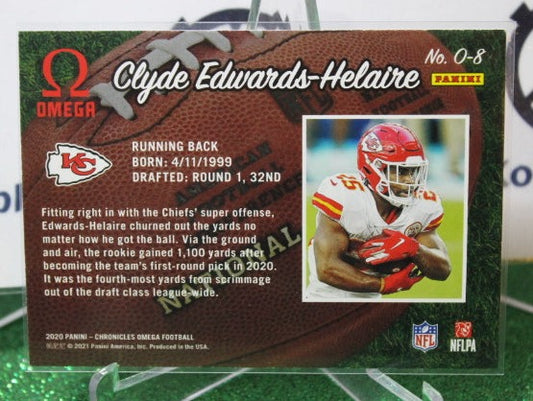 OMEGA
Clyde Edwards-Helaire
No. O-8
PANINI
KC
RUNNING BACK
BORN: 4/11/1999
DRAFTED: ROUND 1, 32ND
Fitting right in with the Chiefs' super offense,
Edwards-Helaire churned out the yards no
matter how he got the ball. Via the ground
and air, the rookie gained 1,100 yards after
becoming the team's first-round pick in 2020.
It was the fourth-most yards from scrimmage
out of the draft class league-wide.
NATIONAL
25
2020 PANINI – CHRONICLES OMEGA FOOTBALL
© 2021 Panini America, Inc. Produced in the USA.
NFL
NFLPA